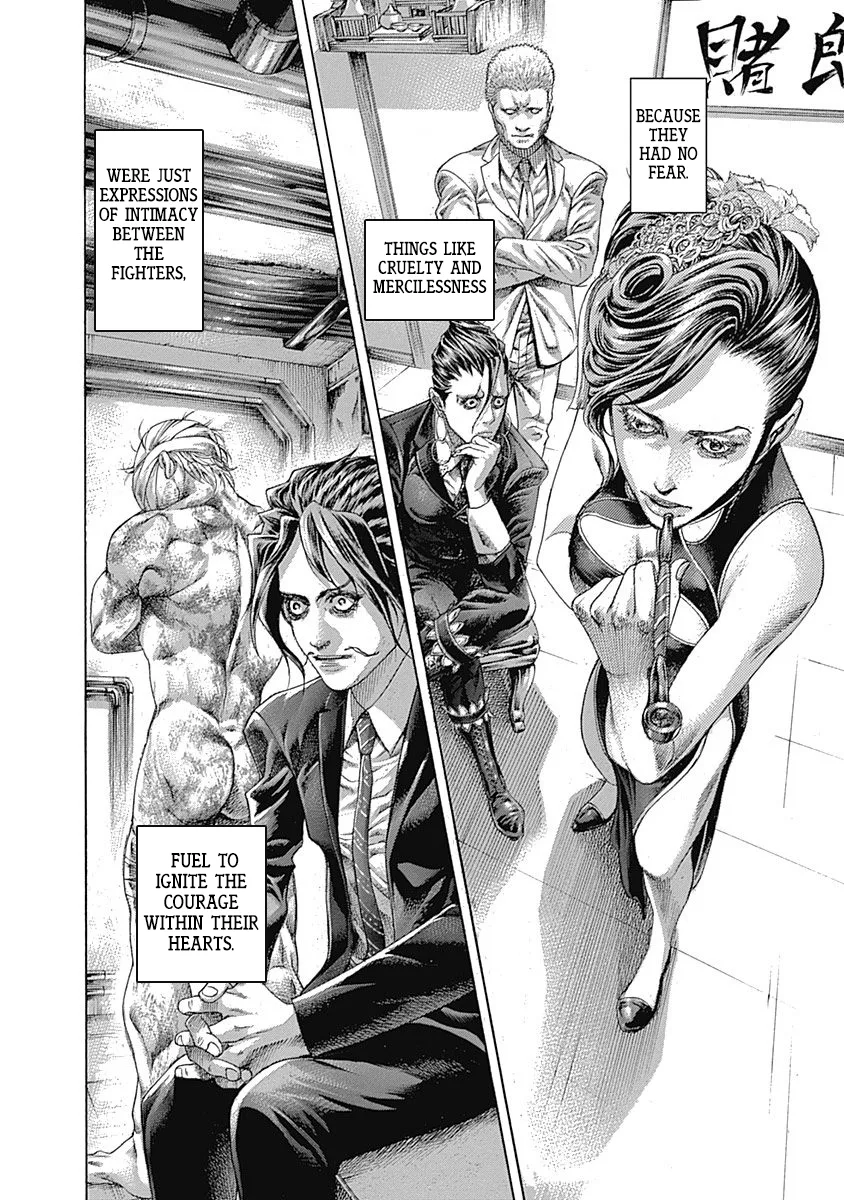 賭郎
BECAUSE
THEY
HAD NO
FEAR.
THINGS LIKE
CRUELTY AND
MERCILESSNESS
WERE JUST
EXPRESSIONS
OF INTIMACY
BETWEEN
THE
FIGHTERS,
FUEL TO
IGNITE THE
COURAGE
WITHIN THEIR
HEARTS.